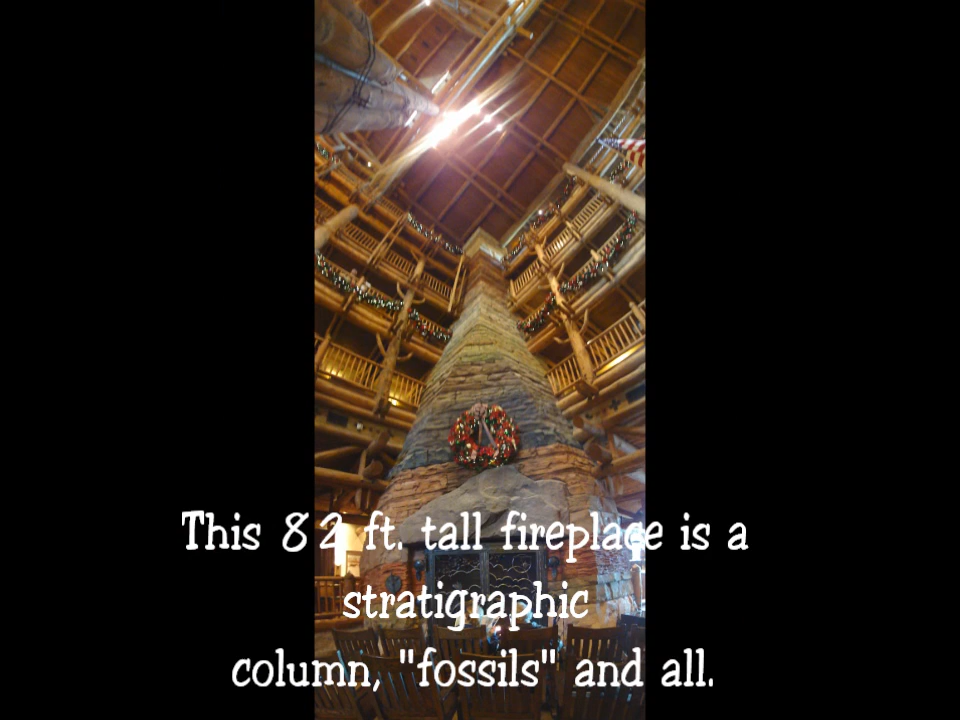 This 82 ft. tall fireplace is a
stratigraphic
column, "fossils" and all.